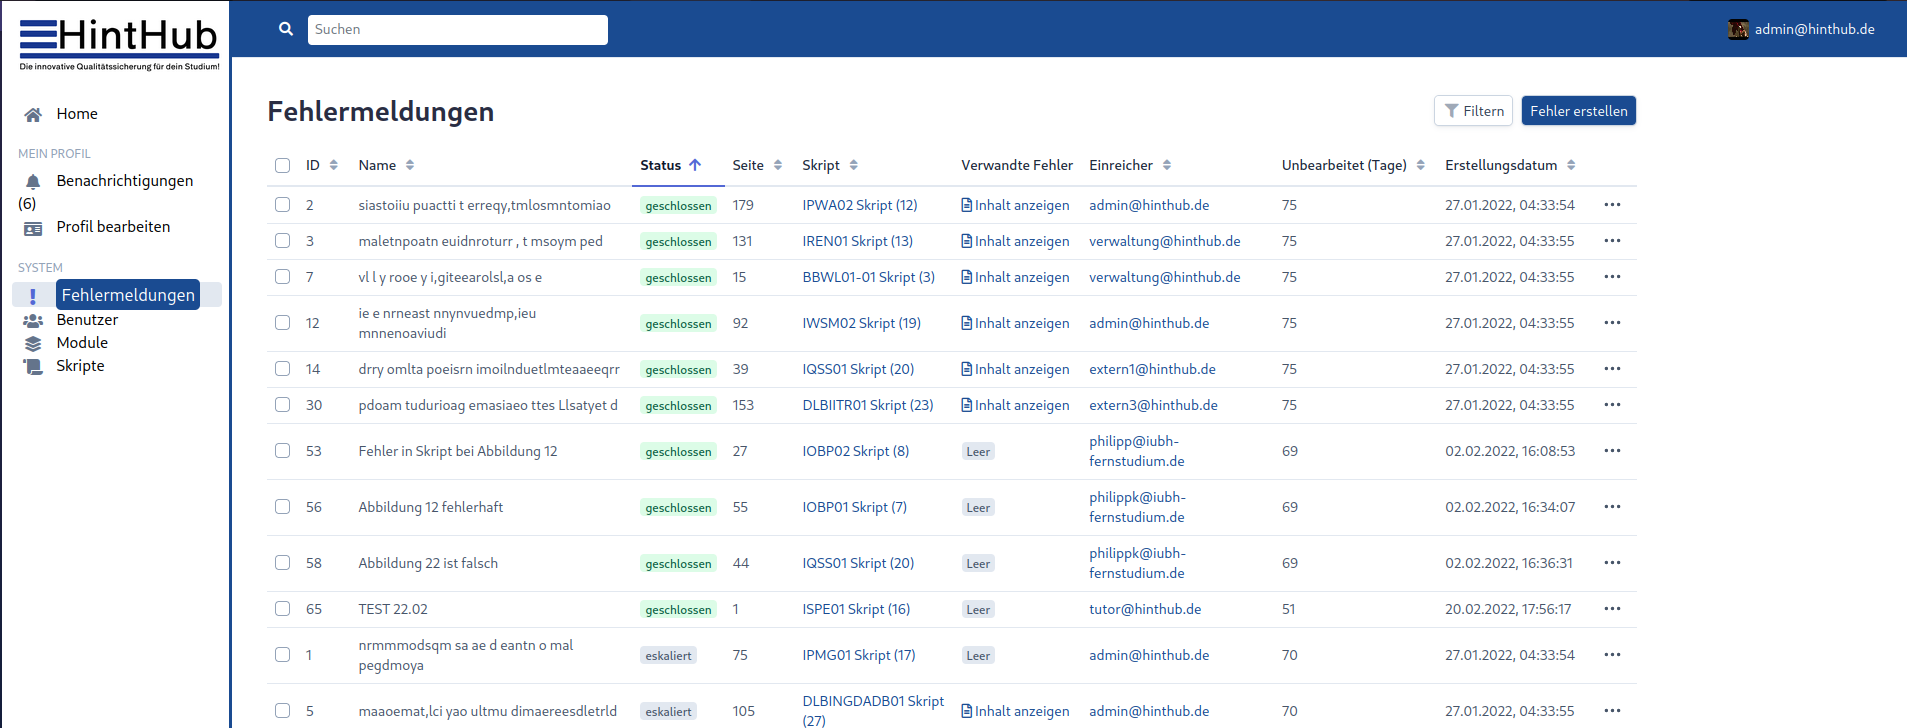 HintHub
Die innovative Qualitätssicherung für dein Studium!
Suchen
admin@hinthub.de
Home
MEIN PROFIL
Benachrichtigungen
(6)
Profil bearbeiten
SYSTEM
Fehlermeldungen
Benutzer
Module
Skripte
Fehlermeldungen
Filtern
Fehler erstellen
ID Name Status Seite Skript Verwandte Fehler Einreicher Unbearbeitet (Tage) Erstellungsdatum
2 siastoiiu puactti t erreqy,tmlosmntomiao geschlossen 179 IPWA02 Skript (12) Inhalt anzeigen admin@hinthub.de 75 27.01.2022, 04:33:54
3 maletnpoatn euidnroturr , t msoym ped geschlossen 131 IREN01 Skript (13) Inhalt anzeigen verwaltung@hinthub.de 75 27.01.2022, 04:33:55
7 vl l y rooe y i,giteearolsl,a os e geschlossen 15 BBWL01-01 Skript (3) Inhalt anzeigen verwaltung@hinthub.de 75 27.01.2022, 04:33:55
ie e nrneast nnynvuedmp,ieu
12 mnnenoaviudi geschlossen 92 IWSM02 Skript (19) Inhalt anzeigen admin@hinthub.de 75 27.01.2022, 04:33:55
14 drry omlta poeisrn imoilnduetlmteaaeeqrr geschlossen 39 IQSS01 Skript (20) Inhalt anzeigen extern1@hinthub.de 75 27.01.2022, 04:33:55
30 pdoam tudurioag emasiaeo ttes Llsatyet d geschlossen 153 DLBIITR01 Skript (23) Inhalt anzeigen extern3@hinthub.de 75 27.01.2022, 04:33:55
53 Fehler in Skript bei Abbildung 12 geschlossen 27 IOBP02 Skript (8) Leer philipp@iubh-
fernstudium.de 69 02.02.2022, 16:08:53
56 Abbildung 12 fehlerhaft geschlossen 55 IOBP01 Skript (7) Leer philippk@iubh-
fernstudium.de 69 02.02.2022, 16:34:07
58 Abbildung 22 ist falsch geschlossen 44 IQSS01 Skript (20) Leer philippk@iubh-
fernstudium.de 69 02.02.2022, 16:36:31
65 TEST 22.02 geschlossen 1 ISPE01 Skript (16) Leer tutor@hinthub.de 51 20.02.2022, 17:56:17
nrmmmodsqm sa ae d eantn o mal
1 pegdmoya eskaliert 75 IPMG01 Skript (17) Leer admin@hinthub.de 70 27.01.2022, 04:33:54
5 maaoemat,lci yao ultmu dimaereesdletrld eskaliert 105 DLBINGDADB01 Skript
(27) Inhalt anzeigen admin@hinthub.de 70 27.01.2022, 04:33:55